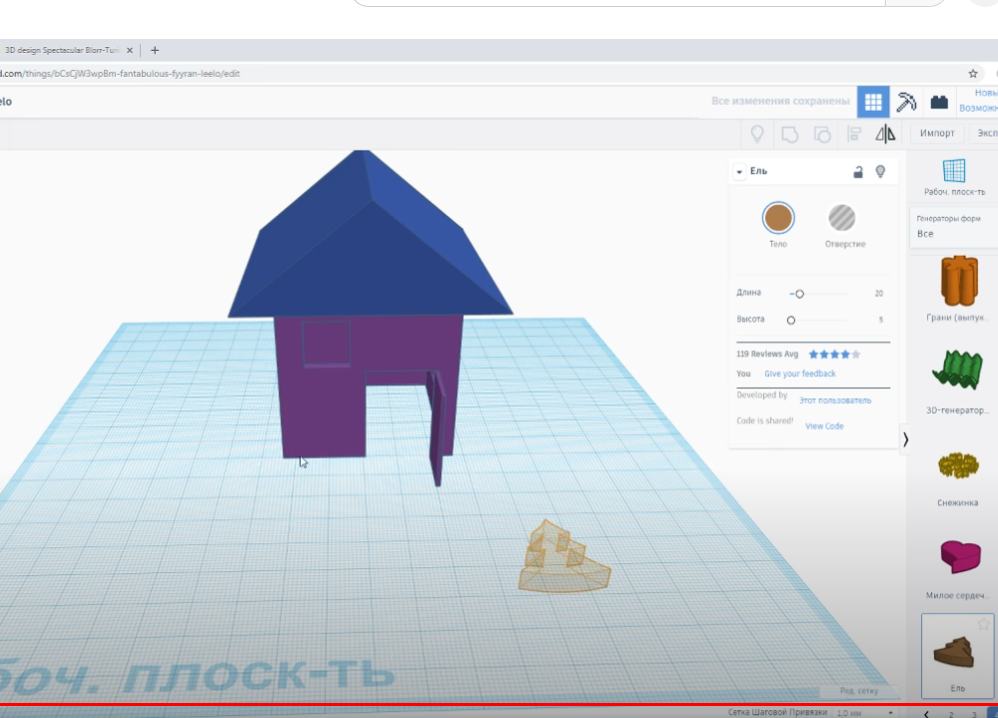 3D design Spectacular Blorr-Tu
d.com/things/bCsCjW3wpBm-fantabulous-fyyran-leelo/edit
elo
Все изменения сохранены
Новы
Возможн
Импорт
Эксп
Ель
Рабоч. плоск-ть
Генераторы форм
Все
Тело
Отверстие
Длина
20
Высота
5
Грани (выпук...
119 Reviews Avg
You
Give your feedback
Developed by
Этот пользователь
Code is shared!
View Code
3D-генератор...
Снежинка
Милое сердеч...
Ель
боч. плоск-ть
Ред. сетку
Сетка Шаговой Привязки
1,0 мм
2
3